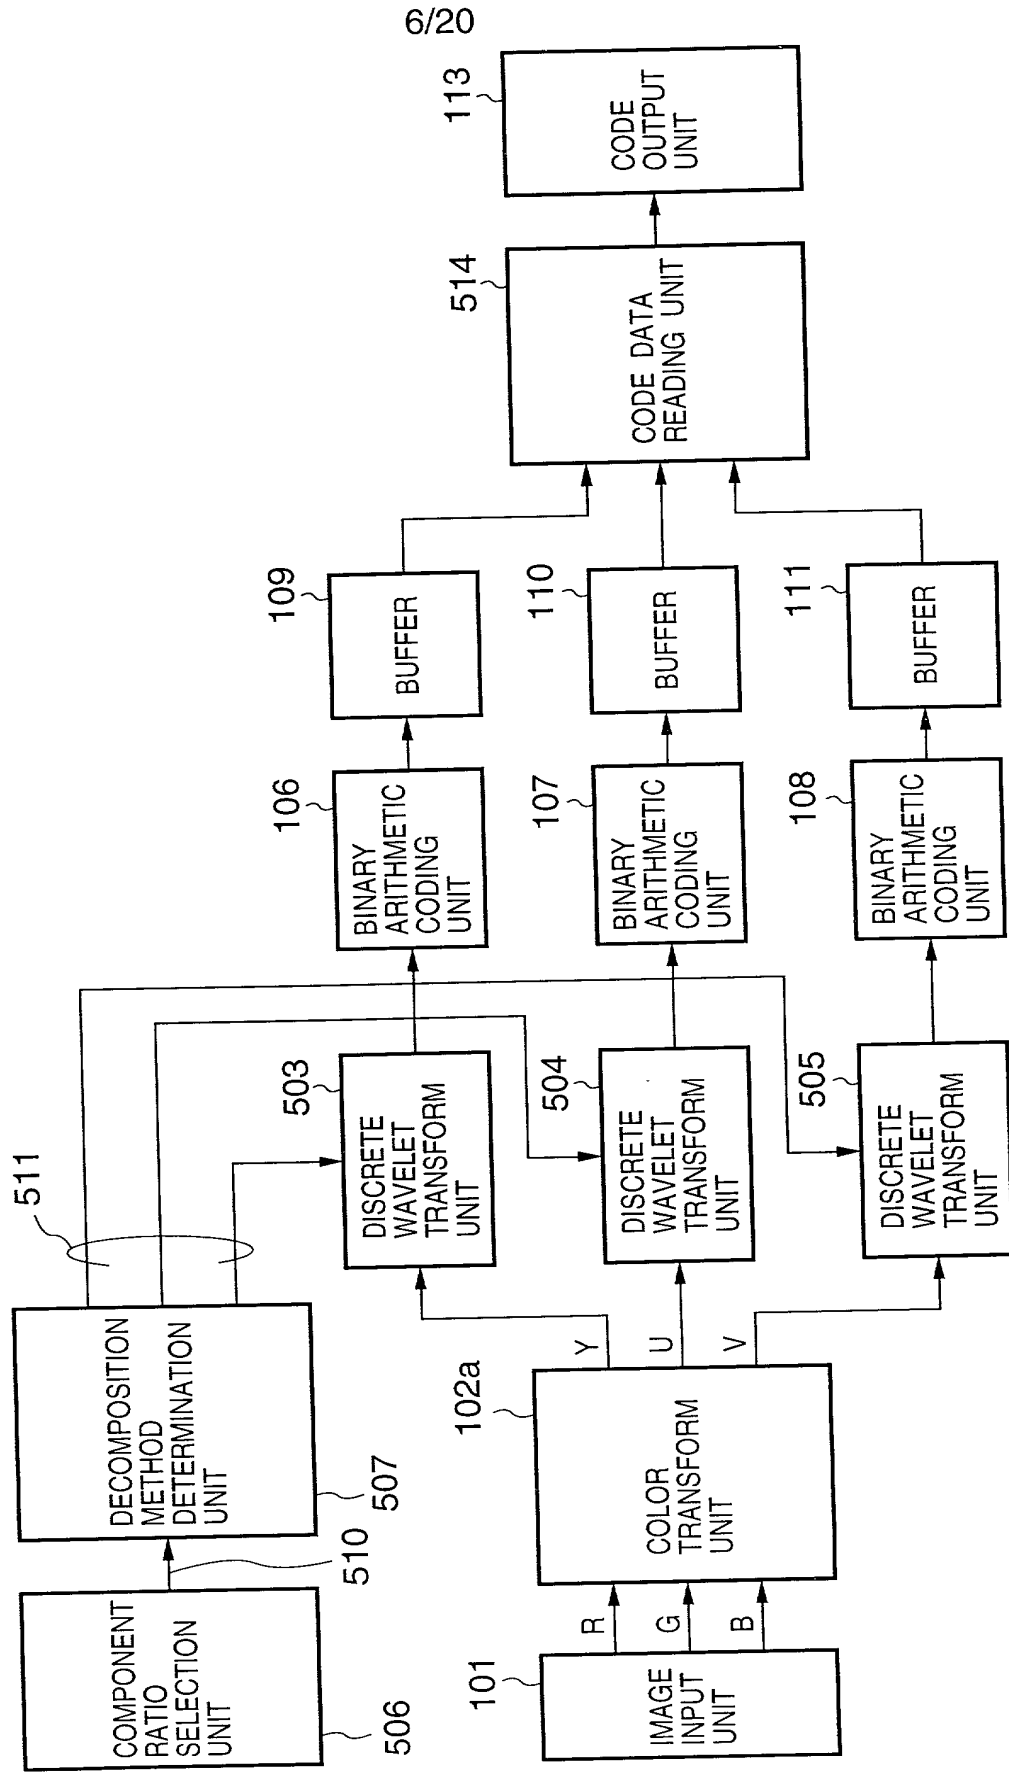 6/20
COMPONENT
RATIO
SELECTION
UNIT
506
510
DECOMPOSITION
METHOD
DETERMINATION
UNIT
507
511
IMAGE
INPUT
UNIT
101
R
G
B
COLOR
TRANSFORM
UNIT
102a
Y
U
V
DISCRETE
WAVELET
TRANSFORM
UNIT
503
DISCRETE
WAVELET
TRANSFORM
UNIT
504
DISCRETE
WAVELET
TRANSFORM
UNIT
505
BINARY
ARITHMETIC
CODING
UNIT
106
BINARY
ARITHMETIC
CODING
UNIT
107
BINARY
ARITHMETIC
CODING
UNIT
108
BUFFER
109
BUFFER
110
BUFFER
111
CODE DATA
READING UNIT
514
CODE
OUTPUT
UNIT
113